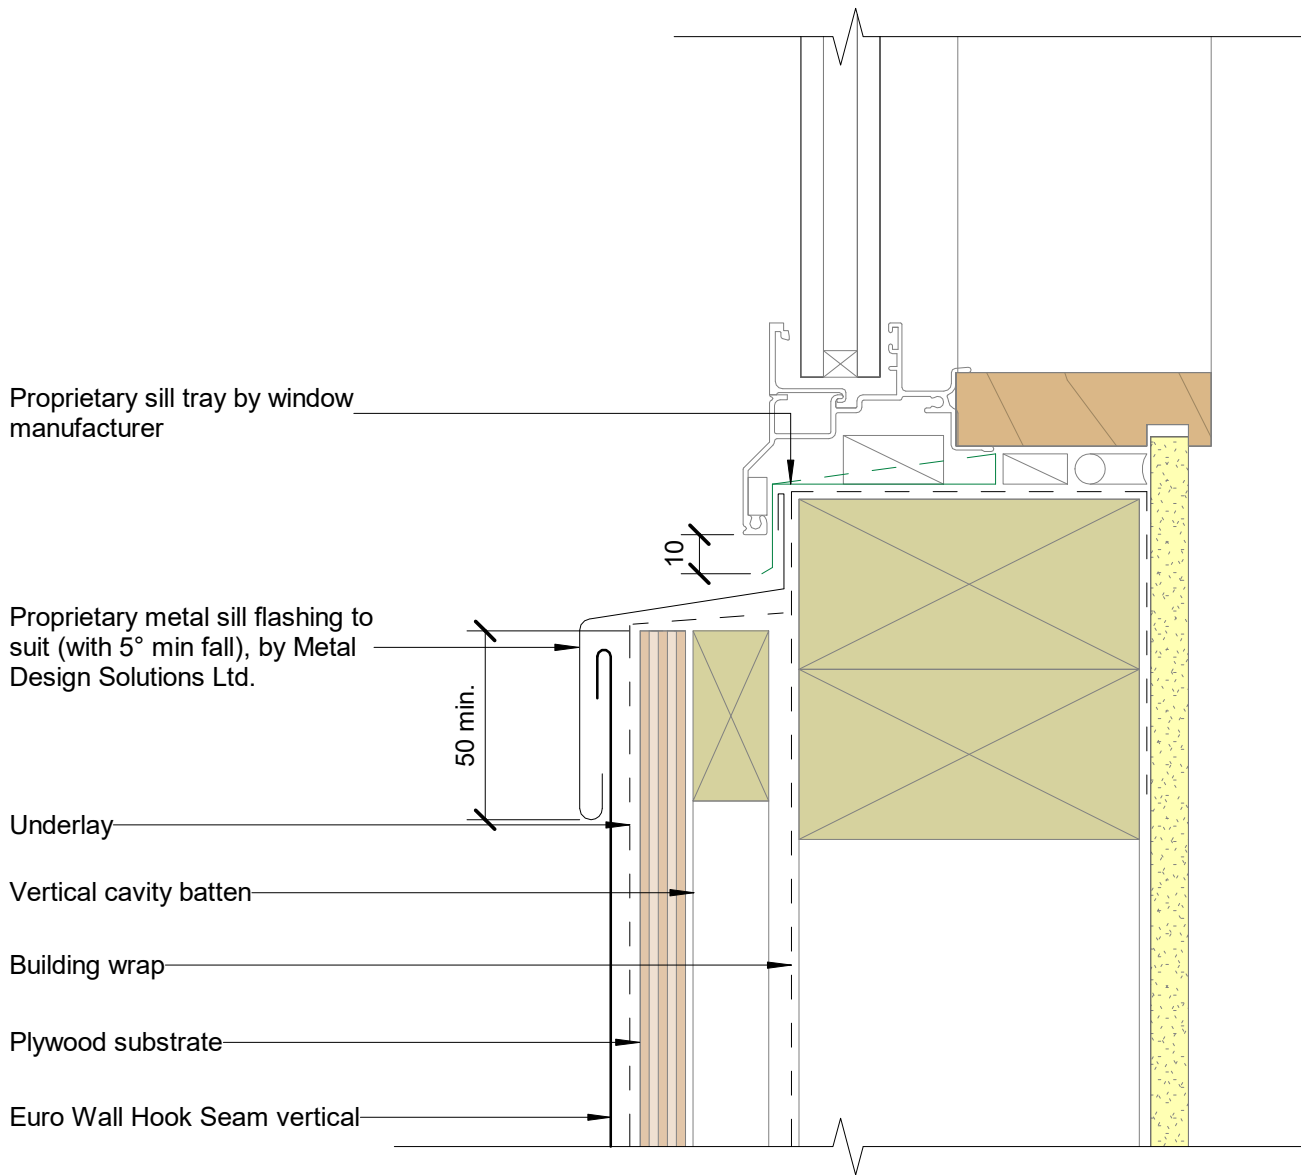 Proprietary sill tray by window
manufacturer
10
Proprietary metal sill flashing to
suit (with 5° min fall), by Metal
Design Solutions Ltd.
50 min.
Underlay
Vertical cavity batten
Building wrap
Plywood substrate
Euro Wall Hook Seam vertical